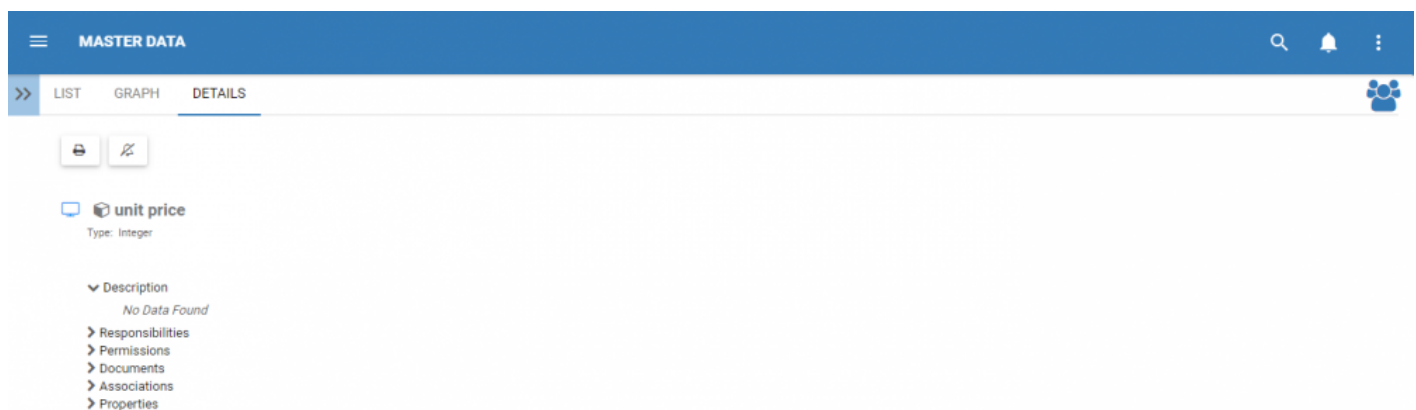 MASTER DATA
LIST GRAPH DETAILS
unit price
Type: Integer
Description
No Data Found
Responsibilities
Permissions
Documents
Associations
Properties